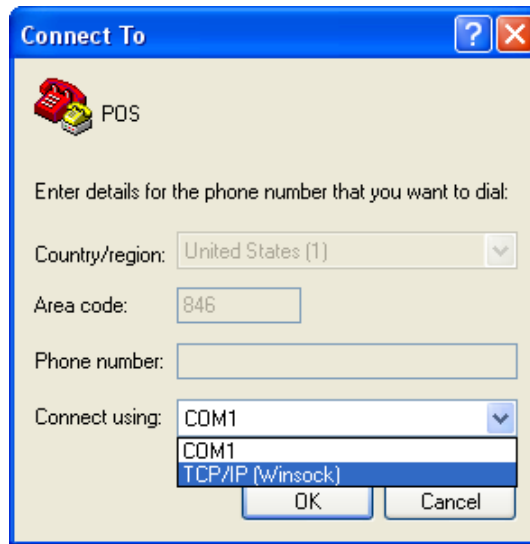 Connect To
POS
Enter details for the phone number that you want to dial:
Country/region: United States (1)
Area code: 846
Phone number:
Connect using: COM1
COM1
TCP/IP (Winsock)
OK Cancel